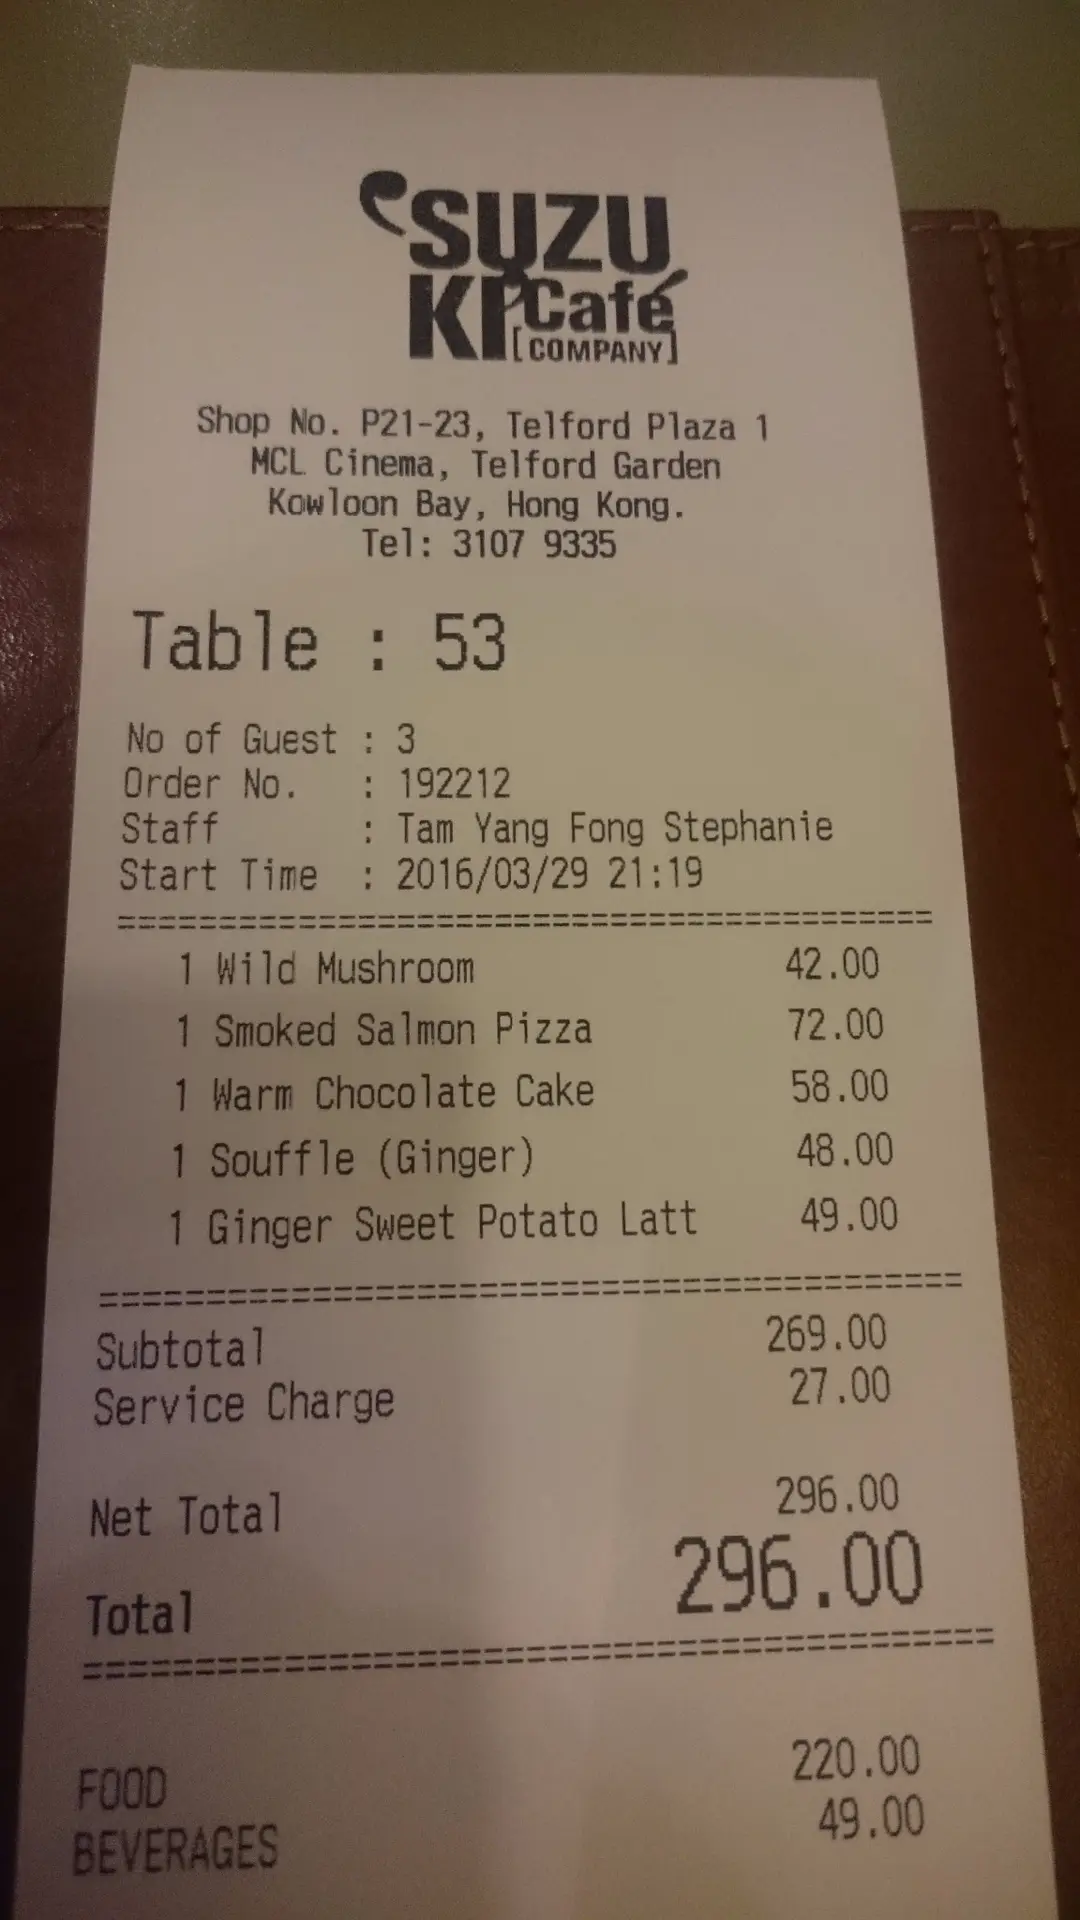 SUZU
KI Café
[COMPANY]
Shop No. P21-23, Telford Plaza 1
MCL Cinema, Telford Garden
Kowloon Bay, Hong Kong.
Tel: 3107 9335
Table : 53
No of Guest : 3
Order No. : 192212
Staff : Tam Yang Fong Stephanie
Start Time : 2016/03/29 21:19
========================================
1 Wild Mushroom 42.00
1 Smoked Salmon Pizza 72.00
1 Warm Chocolate Cake 58.00
1 Souffle (Ginger) 48.00
1 Ginger Sweet Potato Latt 49.00
========================================
Subtotal 269.00
Service Charge 27.00
Net Total 296.00
Total 296.00
========================================
FOOD 220.00
BEVERAGES 49.00